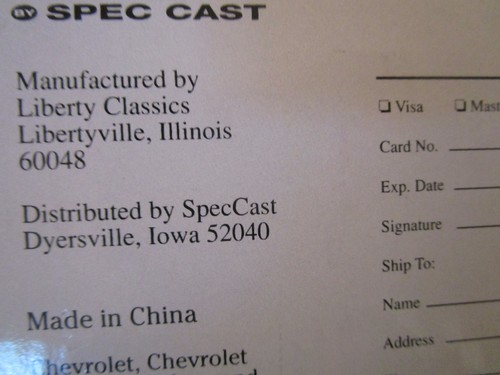 SPEC CAST
Manufactured by
Liberty Classics
Libertyville, Illinois
60048
Distributed by SpecCast
Dyersville, Iowa 52040
Made in China
Chevrolet, Chevrolet
Visa
Mast
Card No.
Exp. Date
Signature
Ship To:
Name
Address